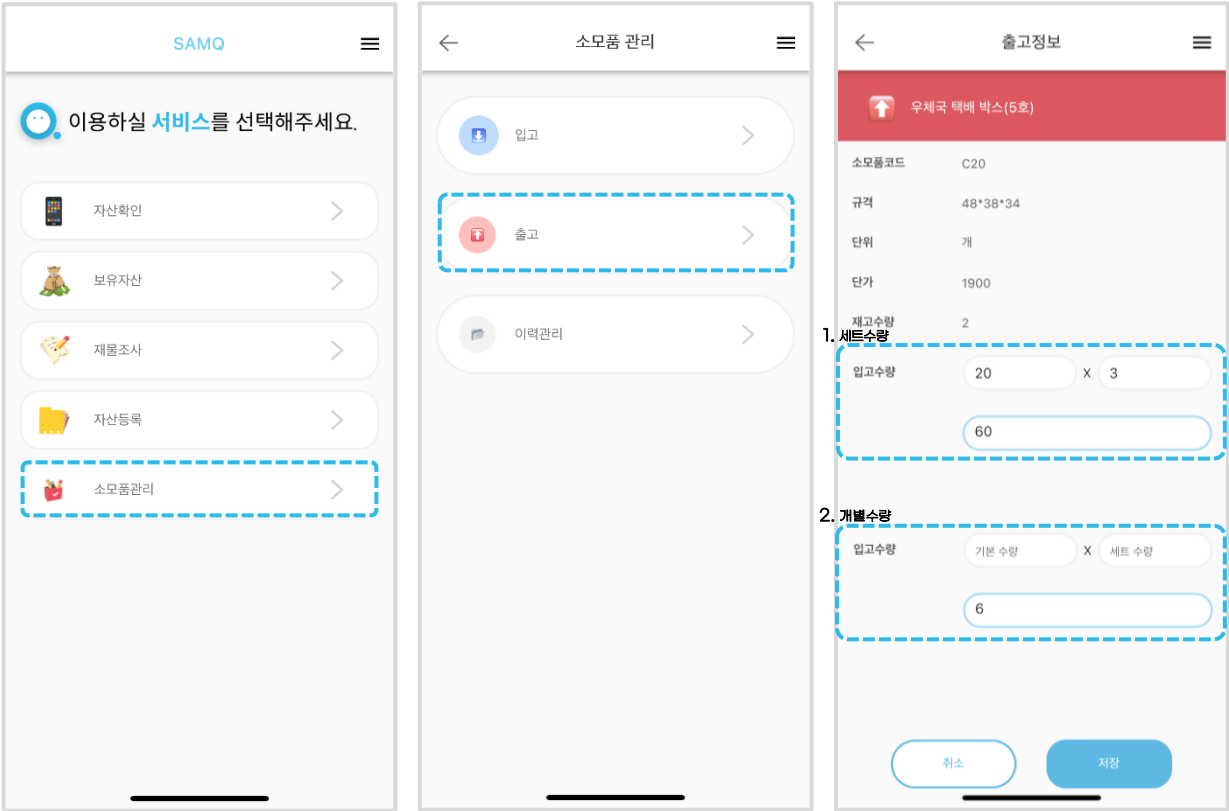 SAMQ
이용하실 서비스를 선택해주세요.
자산확인
보유자산
재물조사
자산등록
소모품관리
소모품 관리
입고
출고
이력관리
출고정보
우체국 택배 박스(5호)
소모품코드 C20
규격 48*38*34
단위 개
단가 1900
재고수량 2
1. 세트수량
입고수량 20 X 3
60
2. 개별수량
입고수량 기본 수량 X 세트 수량
6
취소 저장